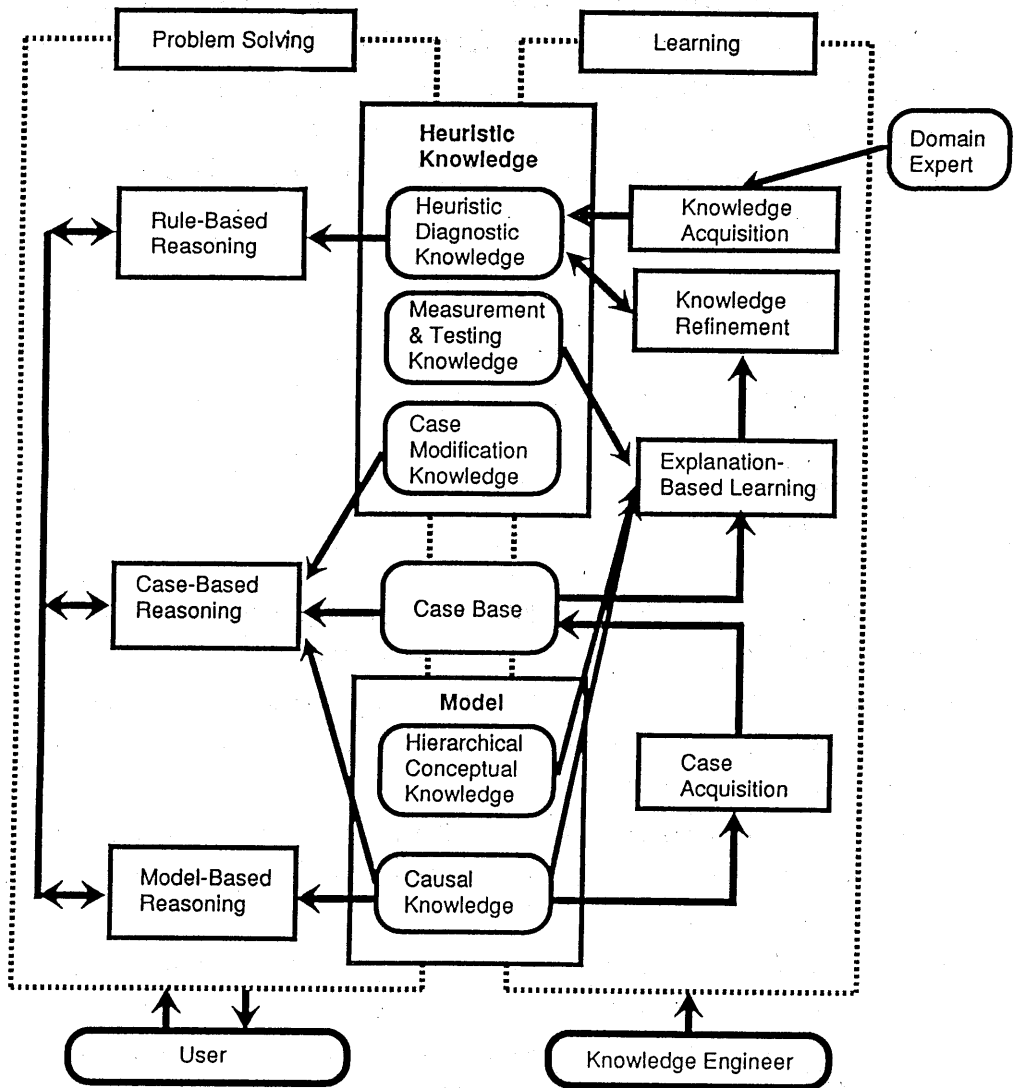 Problem Solving
Learning
Heuristic
Knowledge
Domain
Expert
Rule-Based
Reasoning
Heuristic
Diagnostic
Knowledge
Knowledge
Acquisition
Measurement
& Testing
Knowledge
Knowledge
Refinement
Case
Modification
Knowledge
Explanation-
Based Learning
Case-Based
Reasoning
Case Base
Model
Hierarchical
Conceptual
Knowledge
Case
Acquisition
Model-Based
Reasoning
Causal
Knowledge
User
Knowledge Engineer